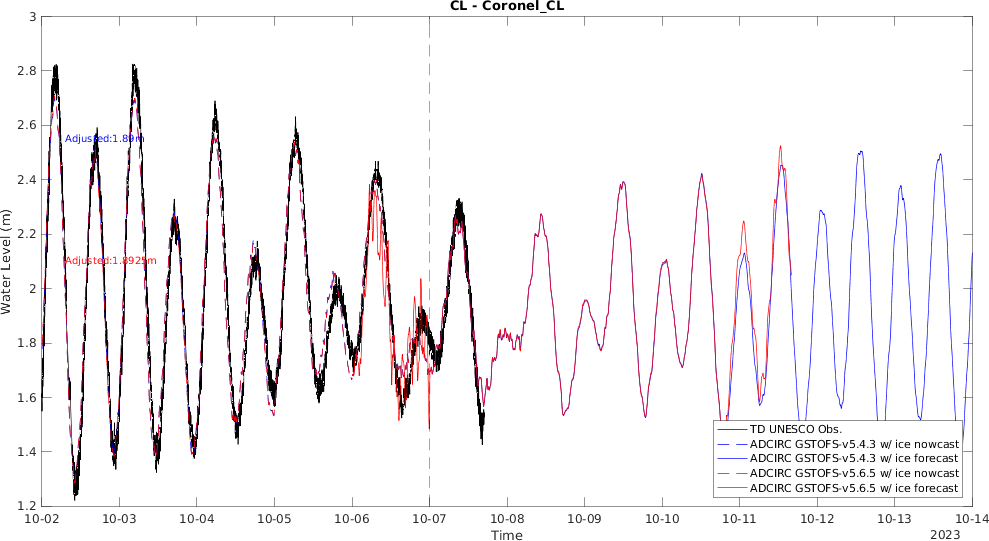 CL - Coronel_CL
3
2.8
2.6
2.4
2.2
2
1.8
1.6
1.4
1.2
Water Level (m)
Adjusted:1.89m
Adjusted:1.8925m
TD UNESCO Obs.
ADCIRC GSTOFS-v5.4.3 w/ ice nowcast
ADCIRC GSTOFS-v5.4.3 w/ ice forecast
ADCIRC GSTOFS-v5.6.5 w/ ice nowcast
ADCIRC GSTOFS-v5.6.5 w/ ice forecast
10-02 10-03 10-04 10-05 10-06 10-07 10-08 10-09 10-10 10-11 10-12 10-13 10-14
Time
2023